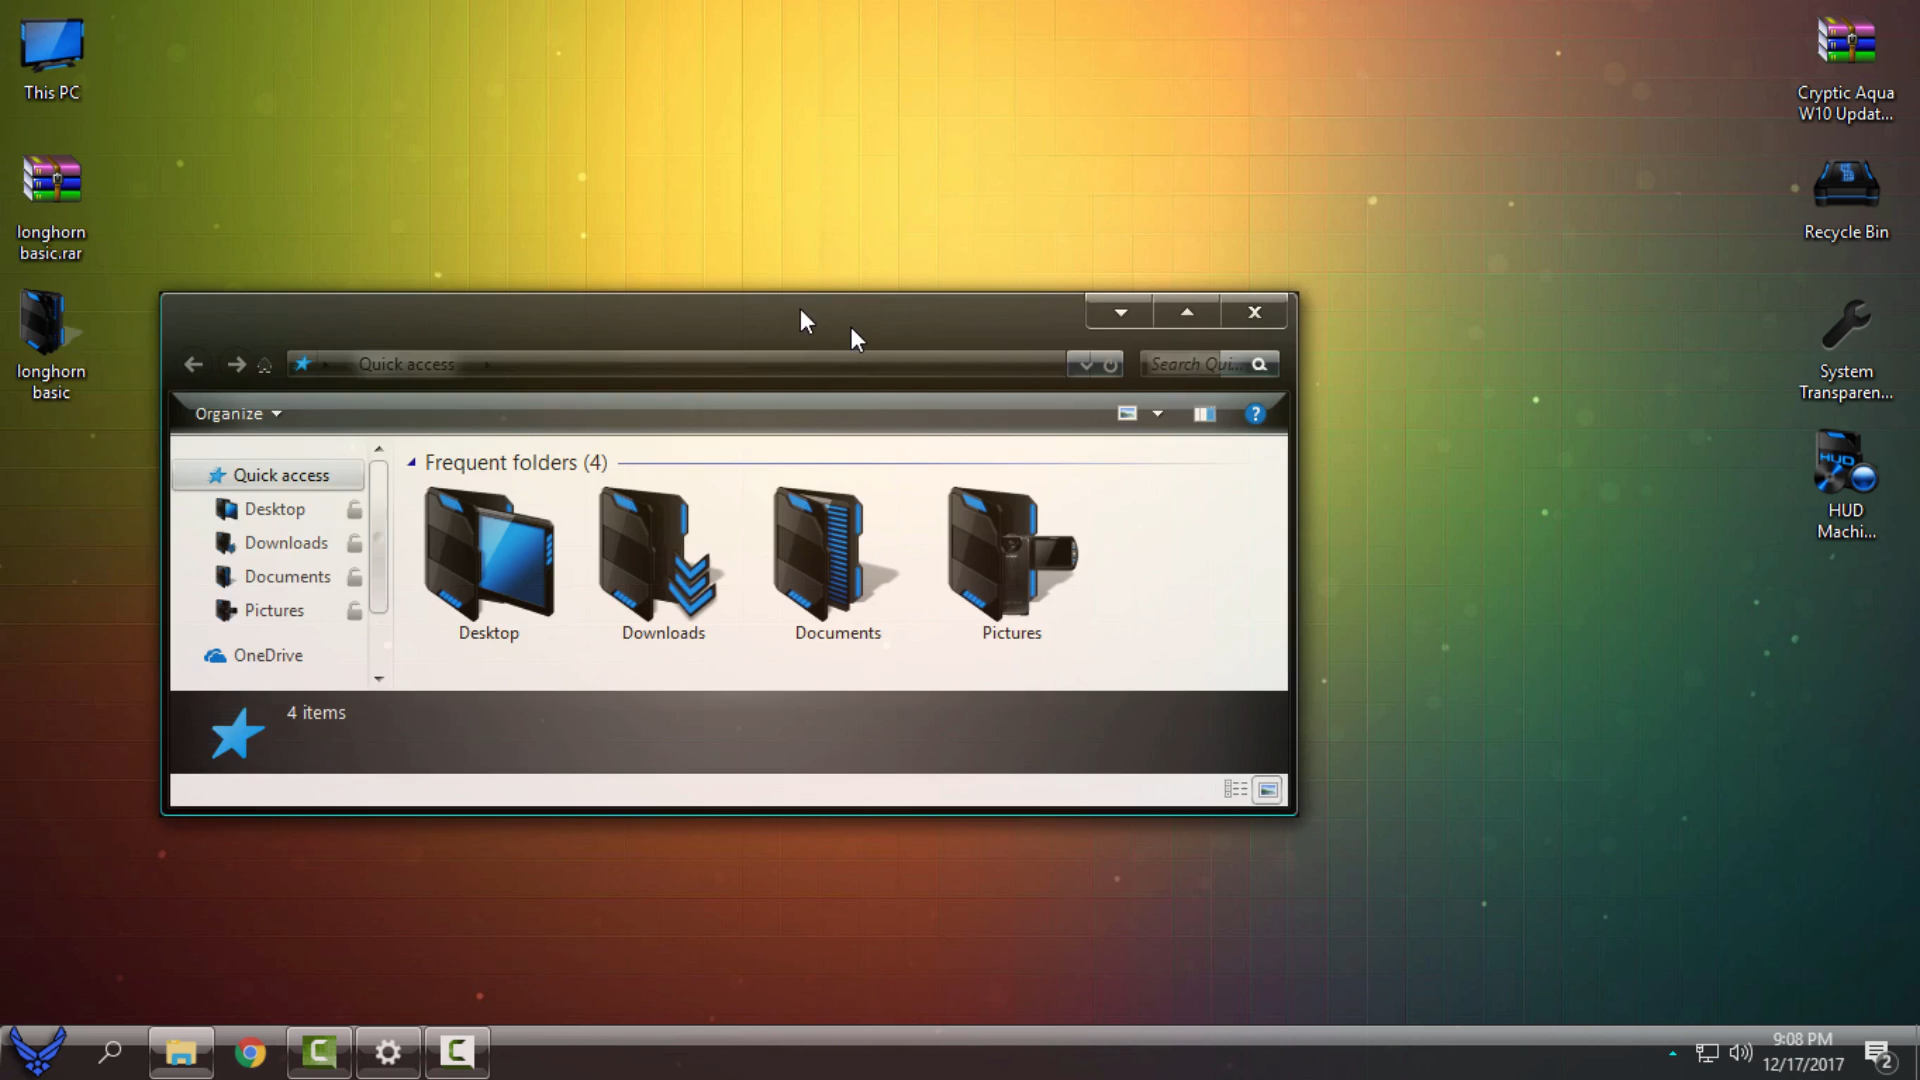 This PC
longhorn
basic.rar
longhorn
basic
Cryptic Aqua
W10 Updat...
Recycle Bin
System
Transparen...
HUD
HUD
Machi...
Quick access
Search Qui...
Organize
?
Quick access
Desktop
Downloads
Documents
Pictures
OneDrive
Frequent folders (4)
Desktop
Downloads
Documents
Pictures
4 items
9:08 PM
12/17/2017
2